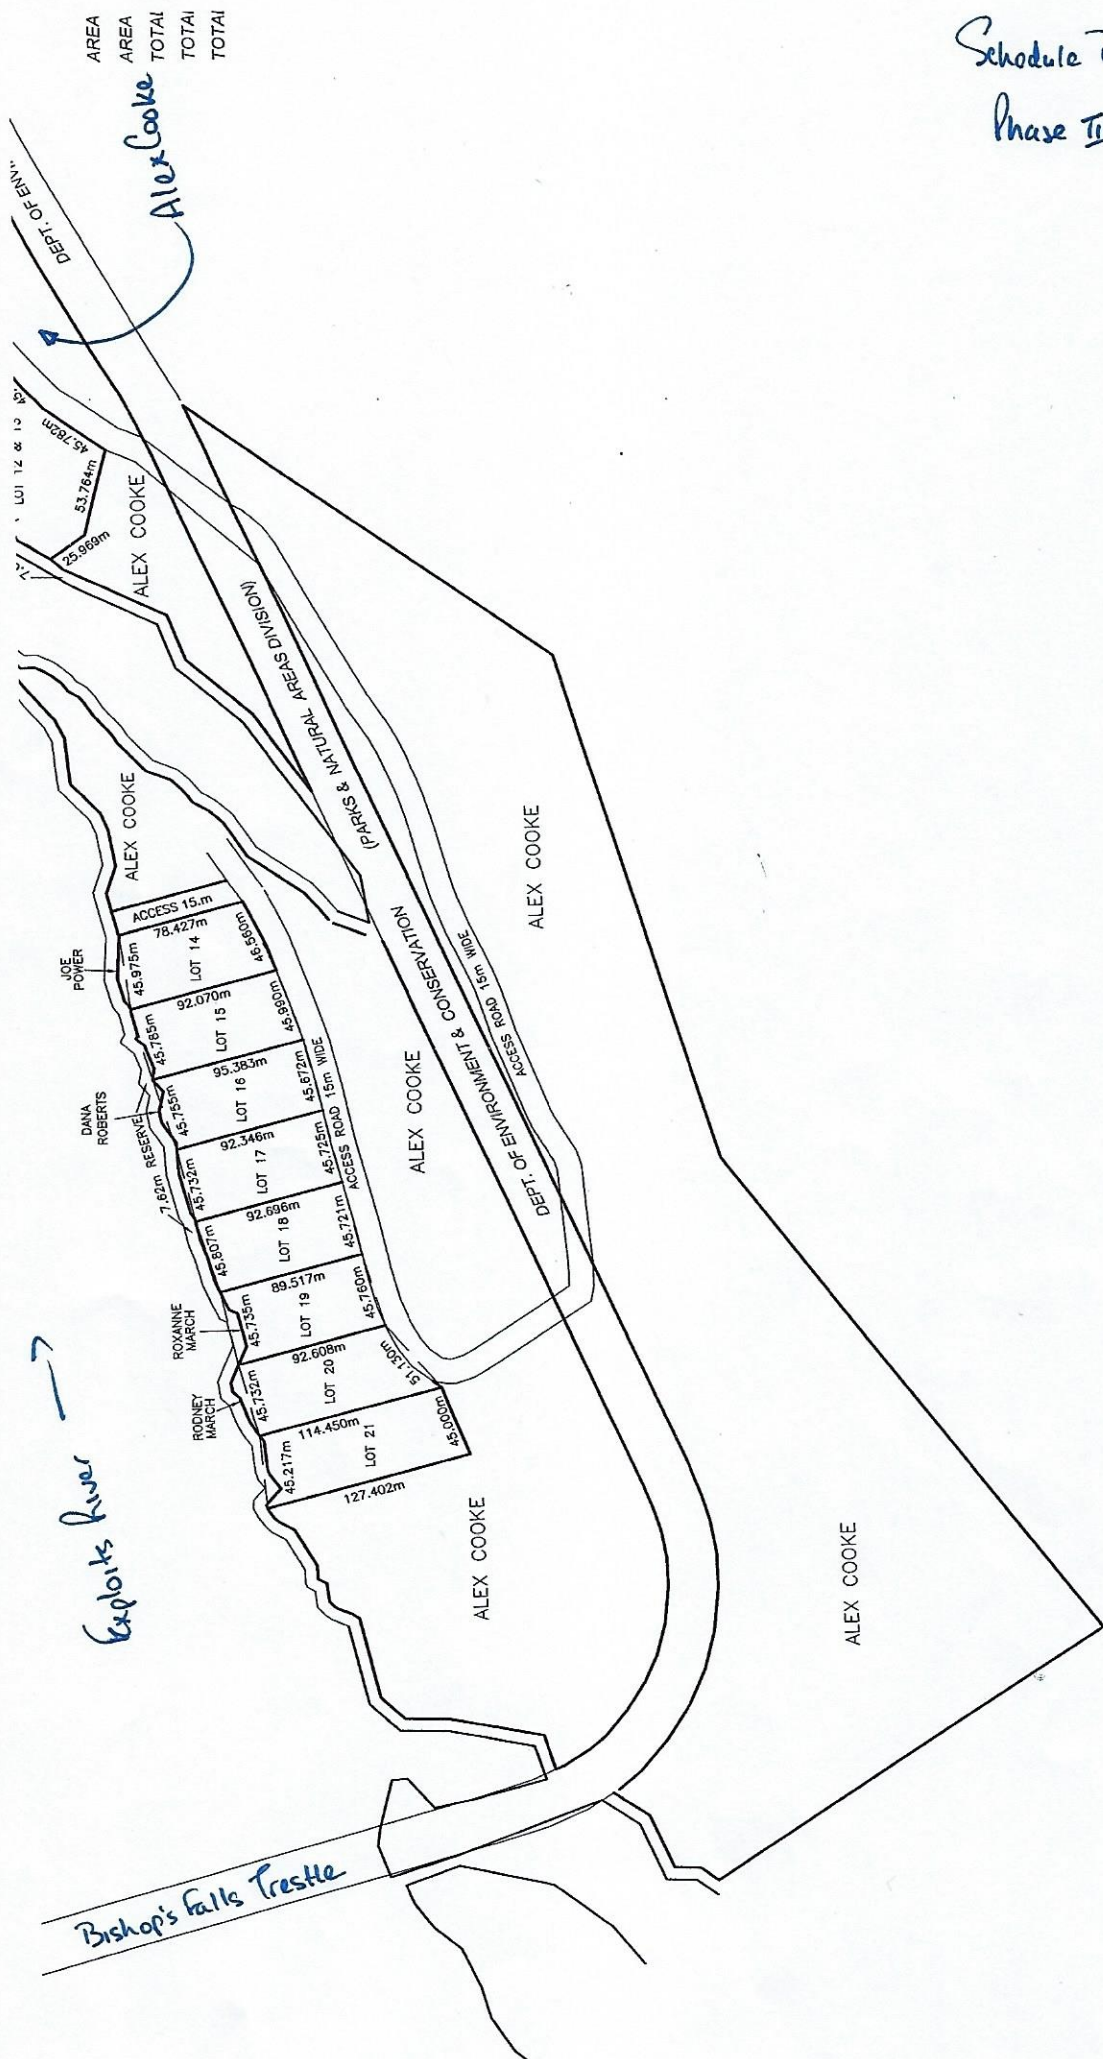 Schedule
Phase II
AREA
AREA
TOTAL
TOTAL
TOTAL
Alex Cooke
DEPT. OF ENV
LOT 12 & 13
45.782m
53.764m
25.969m
ALEX COOKE
ALEX COOKE
ACCESS 15.m
JOE
POWER
45.975m
78.427m
LOT 14
46.560m
45.785m
92.070m
LOT 15
45.990m
DANA
ROBERTS
45.755m
95.383m
LOT 16
45.672m
7.62m RESERVE
45.732m
92.346m
LOT 17
45.725m
ACCESS ROAD 15m WIDE
45.807m
92.696m
LOT 18
45.721m
ROXANNE
MARCH
45.735m
89.517m
LOT 19
45.760m
RODNEY
MARCH
45.732m
92.608m
LOT 20
51.130m
45.217m
114.450m
LOT 21
45.000m
127.402m
Exploits River
ALEX COOKE
(PARKS & NATURAL AREAS DIVISION)
DEPT. OF ENVIRONMENT & CONSERVATION
ACCESS ROAD 15m WIDE
ALEX COOKE
ALEX COOKE
ALEX COOKE
Bishop's Falls Trestle